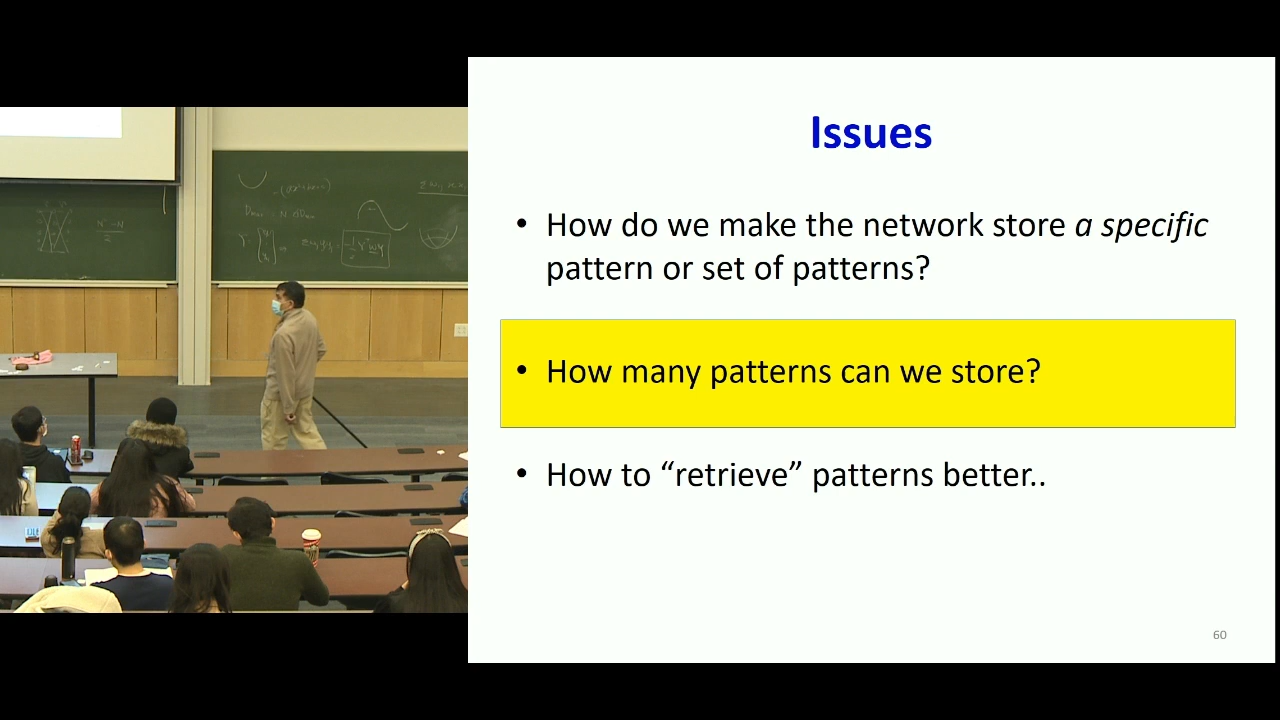 Issues
• How do we make the network store a specific
pattern or set of patterns?
• How many patterns can we store?
• How to “retrieve” patterns better..
60